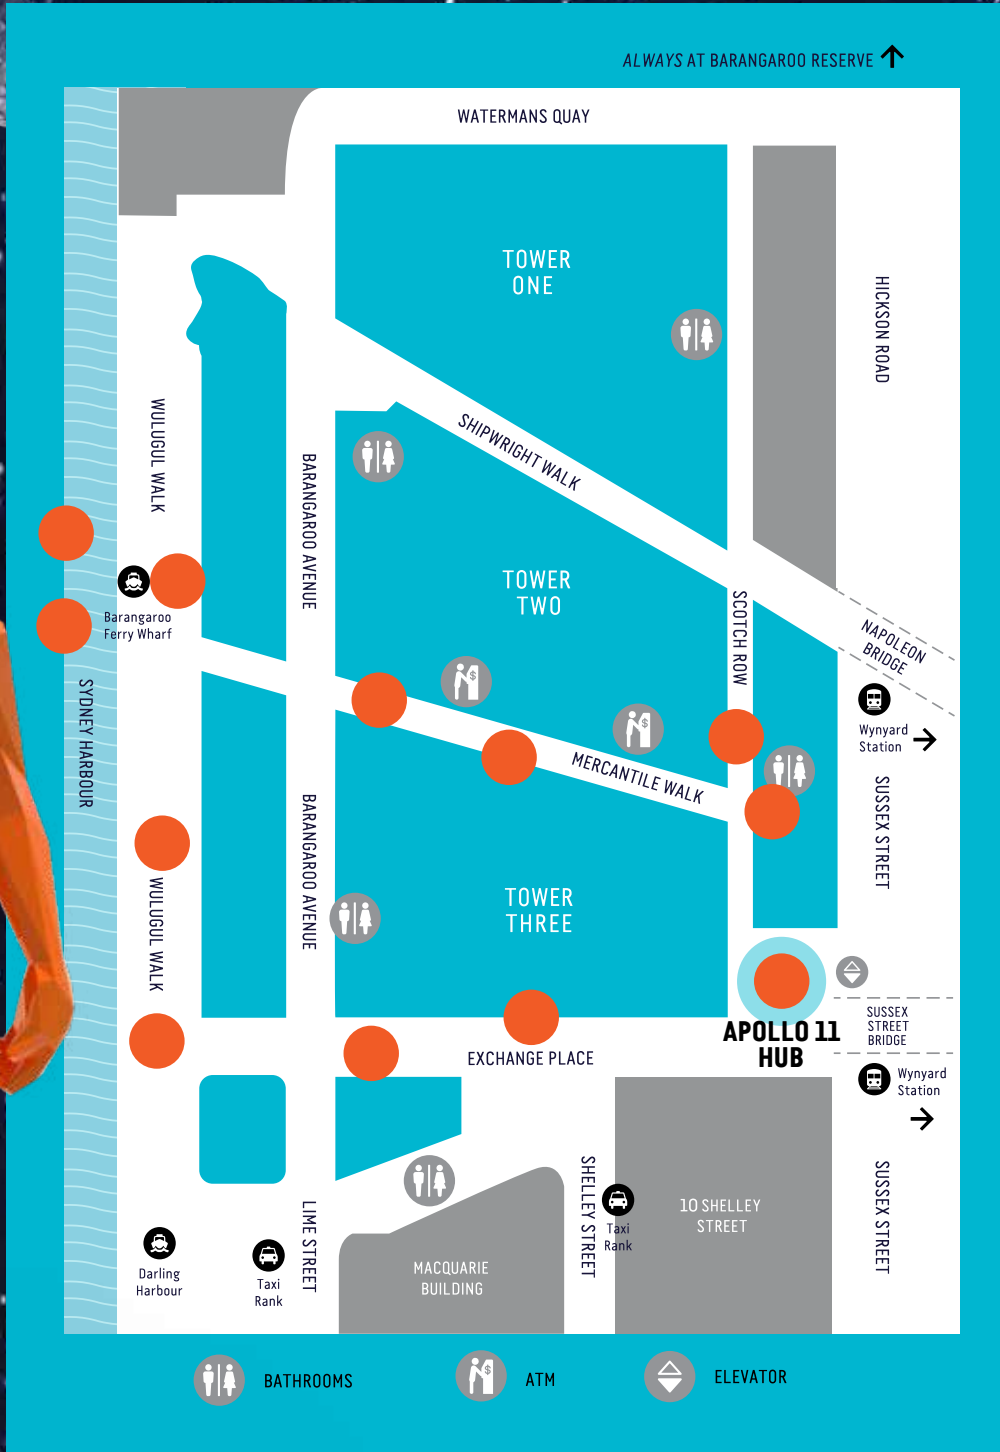 ALWAYS AT BARANGAROO RESERVE
WATERMANS QUAY
TOWER
ONE
HICKSON ROAD
WULUGUL WALK
BARANGAROO AVENUE
SHIPWRIGHT WALK
TOWER
TWO
SCOTCH ROW
NAPOLEON
BRIDGE
Barangaroo
Ferry Wharf
SYDNEY HARBOUR
$
$
MERCANTILE WALK
Wynyard
Station
SUSSEX STREET
WULUGUL WALK
BARANGAROO AVENUE
TOWER
THREE
APOLLO 11
HUB
SUSSEX
STREET
BRIDGE
EXCHANGE PLACE
Wynyard
Station
SUSSEX STREET
SHELLEY STREET
Taxi
Rank
10 SHELLEY
STREET
LIME STREET
MACQUARIE
BUILDING
Darling
Harbour
Taxi
Rank
BATHROOMS
$
ATM
ELEVATOR